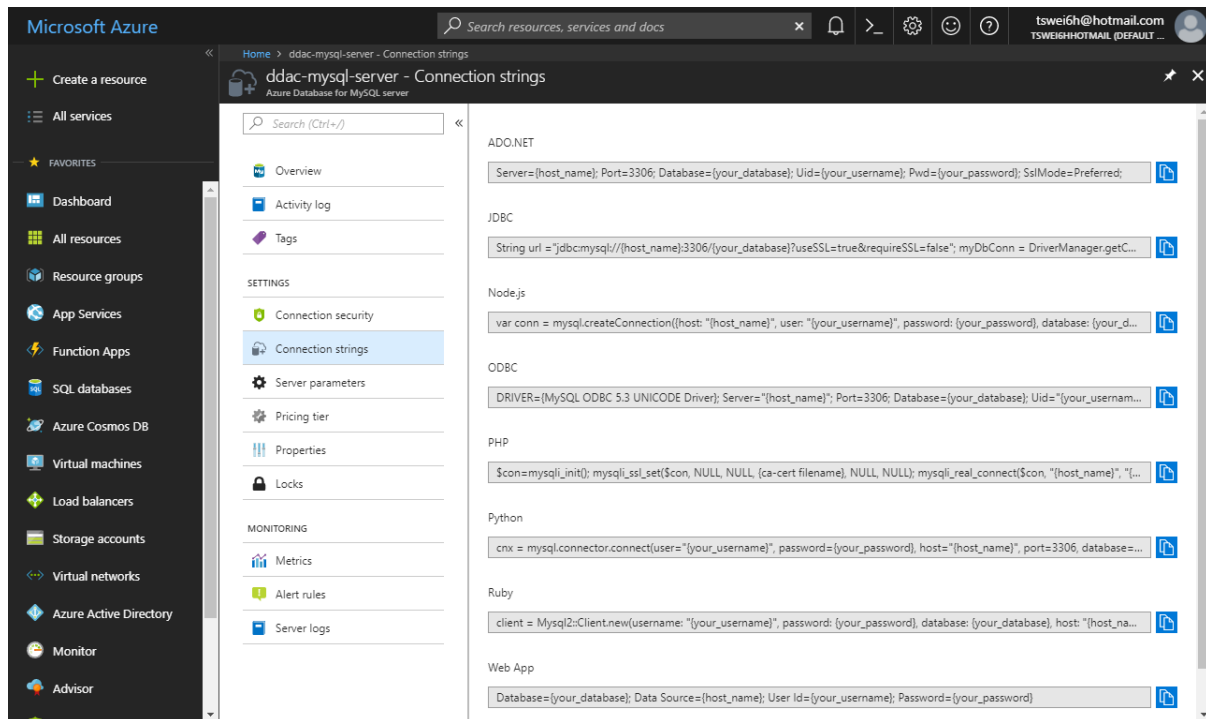 Microsoft Azure
Search resources, services and docs
tswei6h@hotmail.com
TSWEI6HHOTMAIL (DEFAULT ...
Home > ddac-mysql-server - Connection strings
ddac-mysql-server - Connection strings
Azure Database for MySQL server
Create a resource
All services
FAVORITES
Dashboard
All resources
Resource groups
App Services
Function Apps
SQL databases
Azure Cosmos DB
Virtual machines
Load balancers
Storage accounts
Virtual networks
Azure Active Directory
Monitor
Advisor
Search (Ctrl+/)
Overview
Activity log
Tags
SETTINGS
Connection security
Connection strings
Server parameters
Pricing tier
Properties
Locks
MONITORING
Metrics
Alert rules
Server logs
ADO.NET
Server={host_name}; Port=3306; Database={your_database}; Uid={your_username}; Pwd={your_password}; SslMode=Preferred;
JDBC
String url ="jdbc:mysql://{host_name}:3306/{your_database}?useSSL=true&requireSSL=false"; myDbConn = DriverManager.getC...
Node.js
var conn = mysql.createConnection({host: "{host_name}", user: "{your_username}", password: {your_password}, database: {your_d...
ODBC
DRIVER={MySQL ODBC 5.3 UNICODE Driver}; Server="{host_name}"; Port=3306; Database={your_database}; Uid="{your_usernam...
PHP
$con=mysqli_init(); mysqli_ssl_set($con, NULL, NULL, {ca-cert filename}, NULL, NULL); mysqli_real_connect($con, "{host_name}", "{...
Python
cnx = mysql.connector.connect(user="{your_username}", password={your_password}, host="{host_name}", port=3306, database=...
Ruby
client = Mysql2::Client.new(username: "{your_username}", password: {your_password}, database: {your_database}, host: "{host_na...
Web App
Database={your_database}; Data Source={host_name}; User Id={your_username}; Password={your_password}